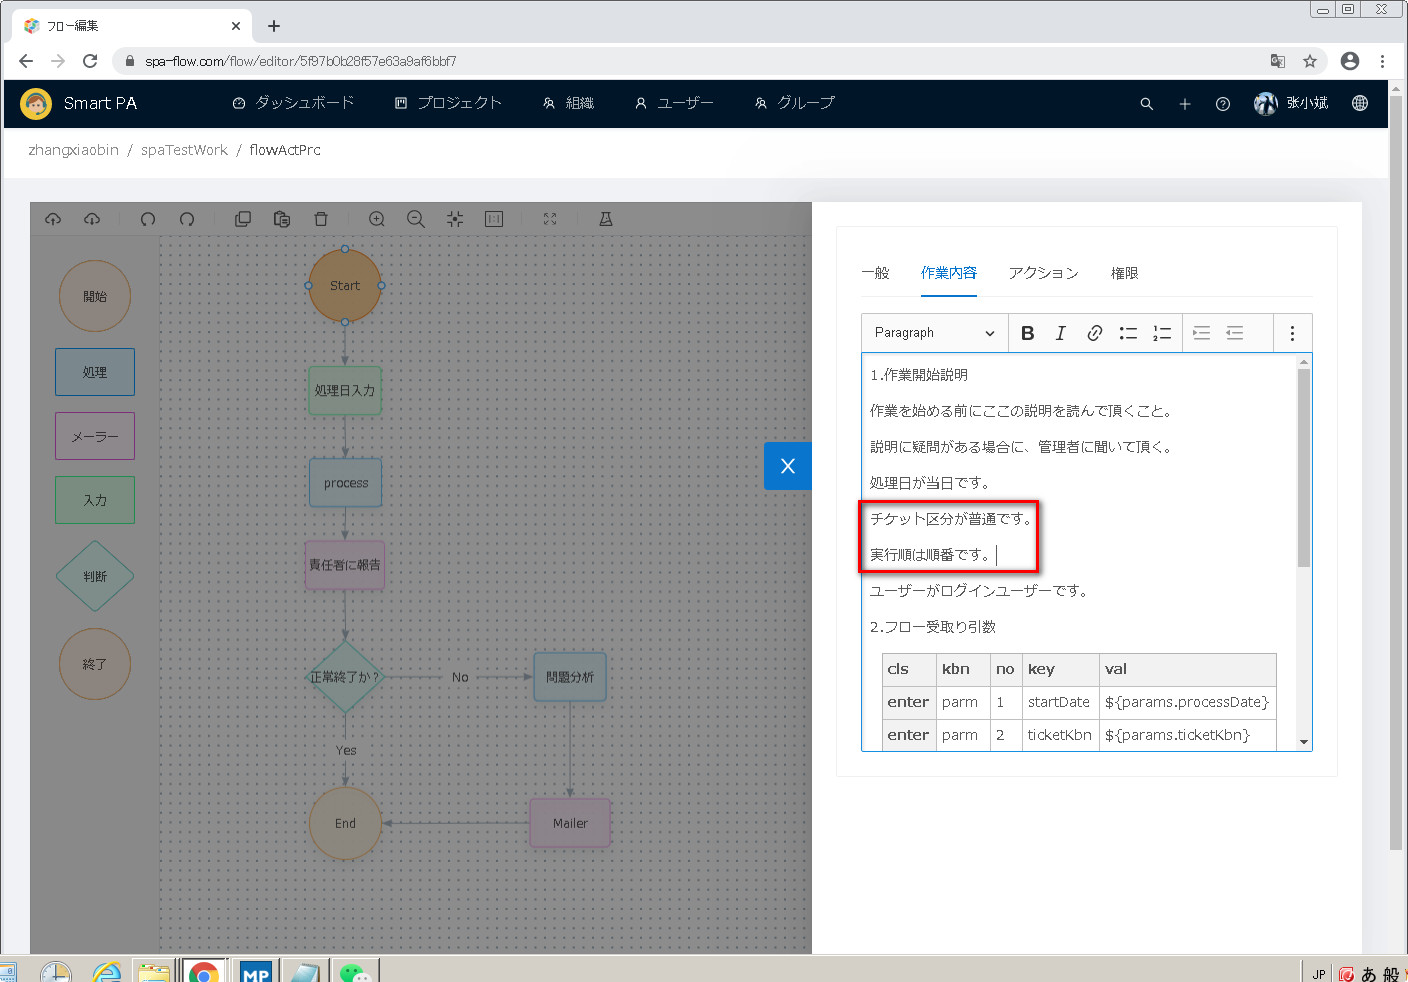 フロー編集
spa-flow.com/flow/editor/5f97b0b28f57e63a9af6bbf7
Smart PA
ダッシュボード
プロジェクト
組織
ユーザー
グループ
张小斌
zhangxiaobin / spaTestWork / flowActPrc
開始
処理
メーラー
入力
判断
終了
Start
処理日入力
process
責任者に報告
正常終了か?
No
問題分析
Yes
End
Mailer
X
一般
作業内容
アクション
権限
Paragraph
B I
1.作業開始説明
作業を始める前にここの説明を読んで頂くこと。
説明に疑問がある場合に、管理者に聞いて頂く。
処理日が当日です。
チケット区分が普通です。
実行順は順番です。
ユーザーがログインユーザーです。
2.フロー受取り引数
cls kbn no key val
enter parm 1 startDate ${params.processDate}
enter parm 2 ticketKbn ${params.ticketKbn}
MP
JP
あ 般